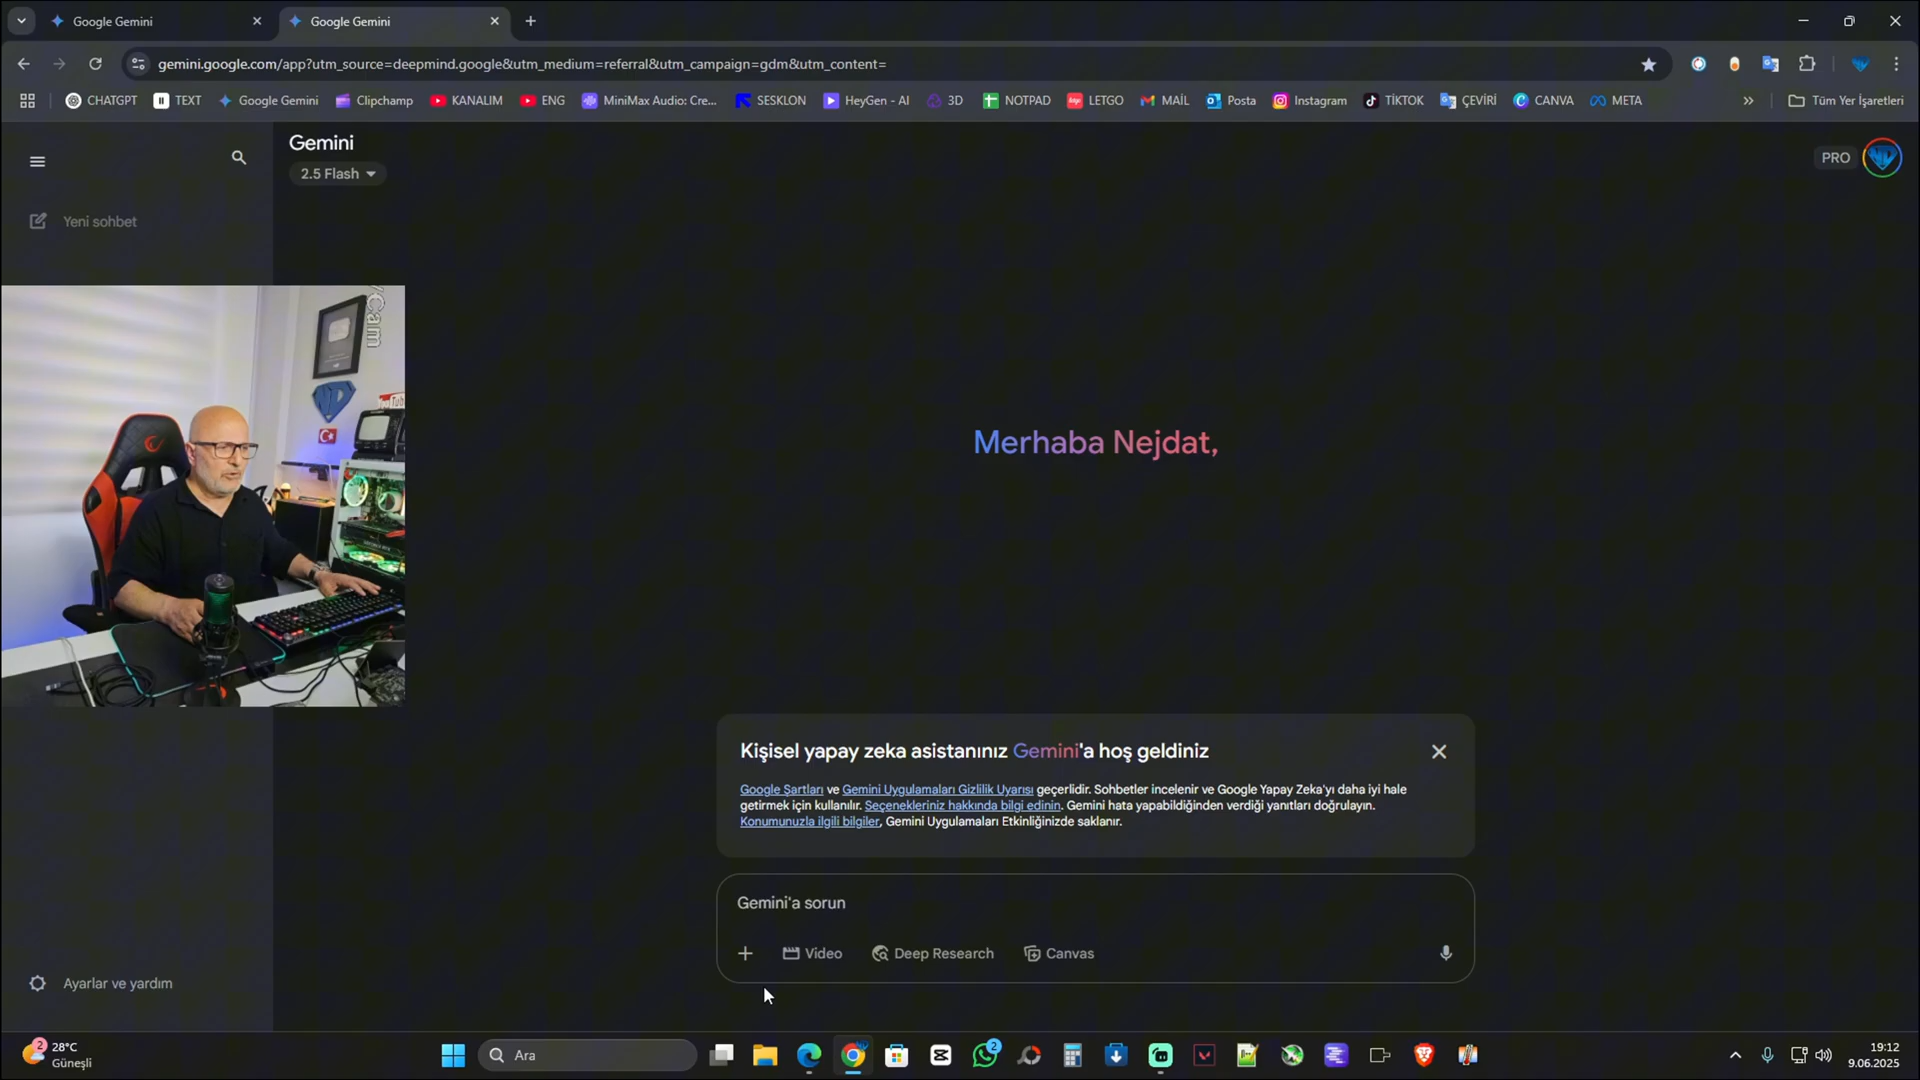 Google Gemini
Google Gemini
gemini.google.com/app?utm_source=deepmind.google&utm_medium=referral&utm_campaign=gdm&utm_content=
CHATGPT
TEXT
Google Gemini
Clipchamp
KANALIM
ENG
MiniMax Audio: Cre...
SESKLON
HeyGen - AI
3D
NOTPAD
LETGO
MAİL
Posta
Instagram
TİKTOK
ÇEVİRİ
CANVA
META
Tüm Yer İşaretleri
Gemini
2.5 Flash
PRO
Yeni sohbet
Cam
Merhaba Nejdat,
Kişisel yapay zeka asistanınız Gemini'a hoş geldiniz
Google Şartları ve Gemini Uygulamaları Gizlilik Uyarısı geçerlidir. Sohbetler incelenir ve Google Yapay Zeka'yı daha iyi hale
getirmek için kullanılır. Seçenekleriniz hakkında bilgi edinin. Gemini hata yapabildiğinden verdiği yanıtları doğrulayın.
Konumunuzla ilgili bilgiler, Gemini Uygulamaları Etkinliğinizde saklanır.
Gemini'a sorun
Video
Deep Research
Canvas
Ayarlar ve yardım
2
28°C
Güneşli
Ara
2
19:12
9.06.2025